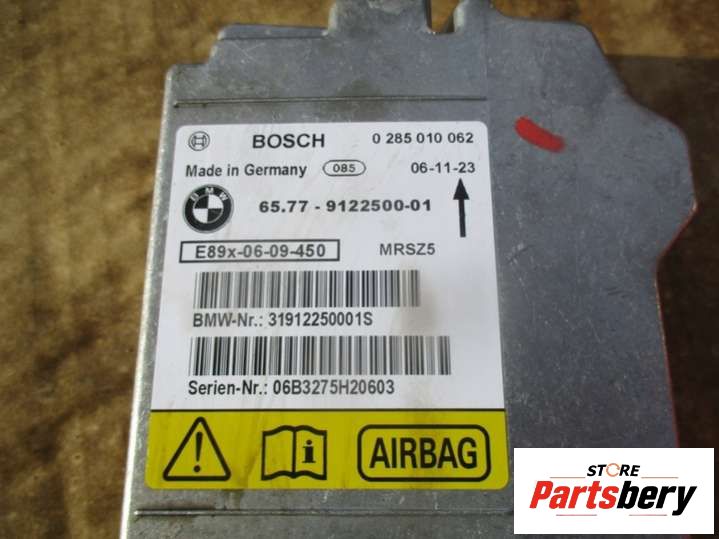 BOSCH 0 285 010 062
Made in Germany 085 06-11-23
BMW 65.77 - 9122500-01
E89x-06-09-450 MRSZ5
BMW-Nr.: 31912250001S
Serien-Nr.: 06B3275H20603
AIRBAG
STORE
Partsbery